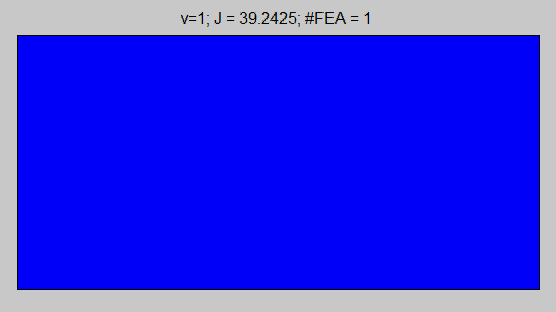 v=1; J = 39.2425; #FEA = 1